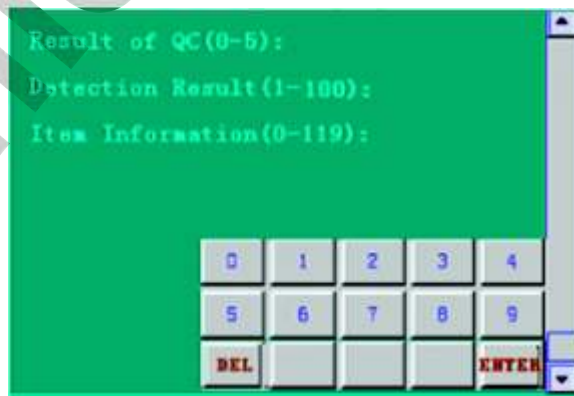 Result of QC(0-5):
Detection Result(1-100):
Item Information(0-119):
0 1 2 3 4
5 6 7 8 9
DEL ENTER